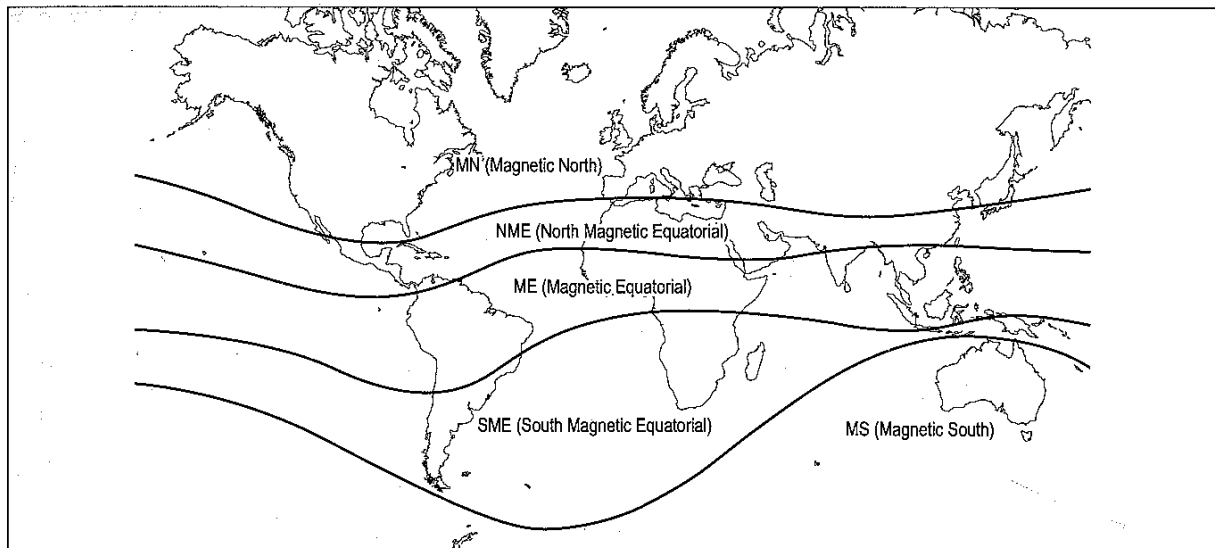 MN (Magnetic North)
NME (North Magnetic Equatorial)
ME (Magnetic Equatorial)
SME (South Magnetic Equatorial)
MS (Magnetic South)